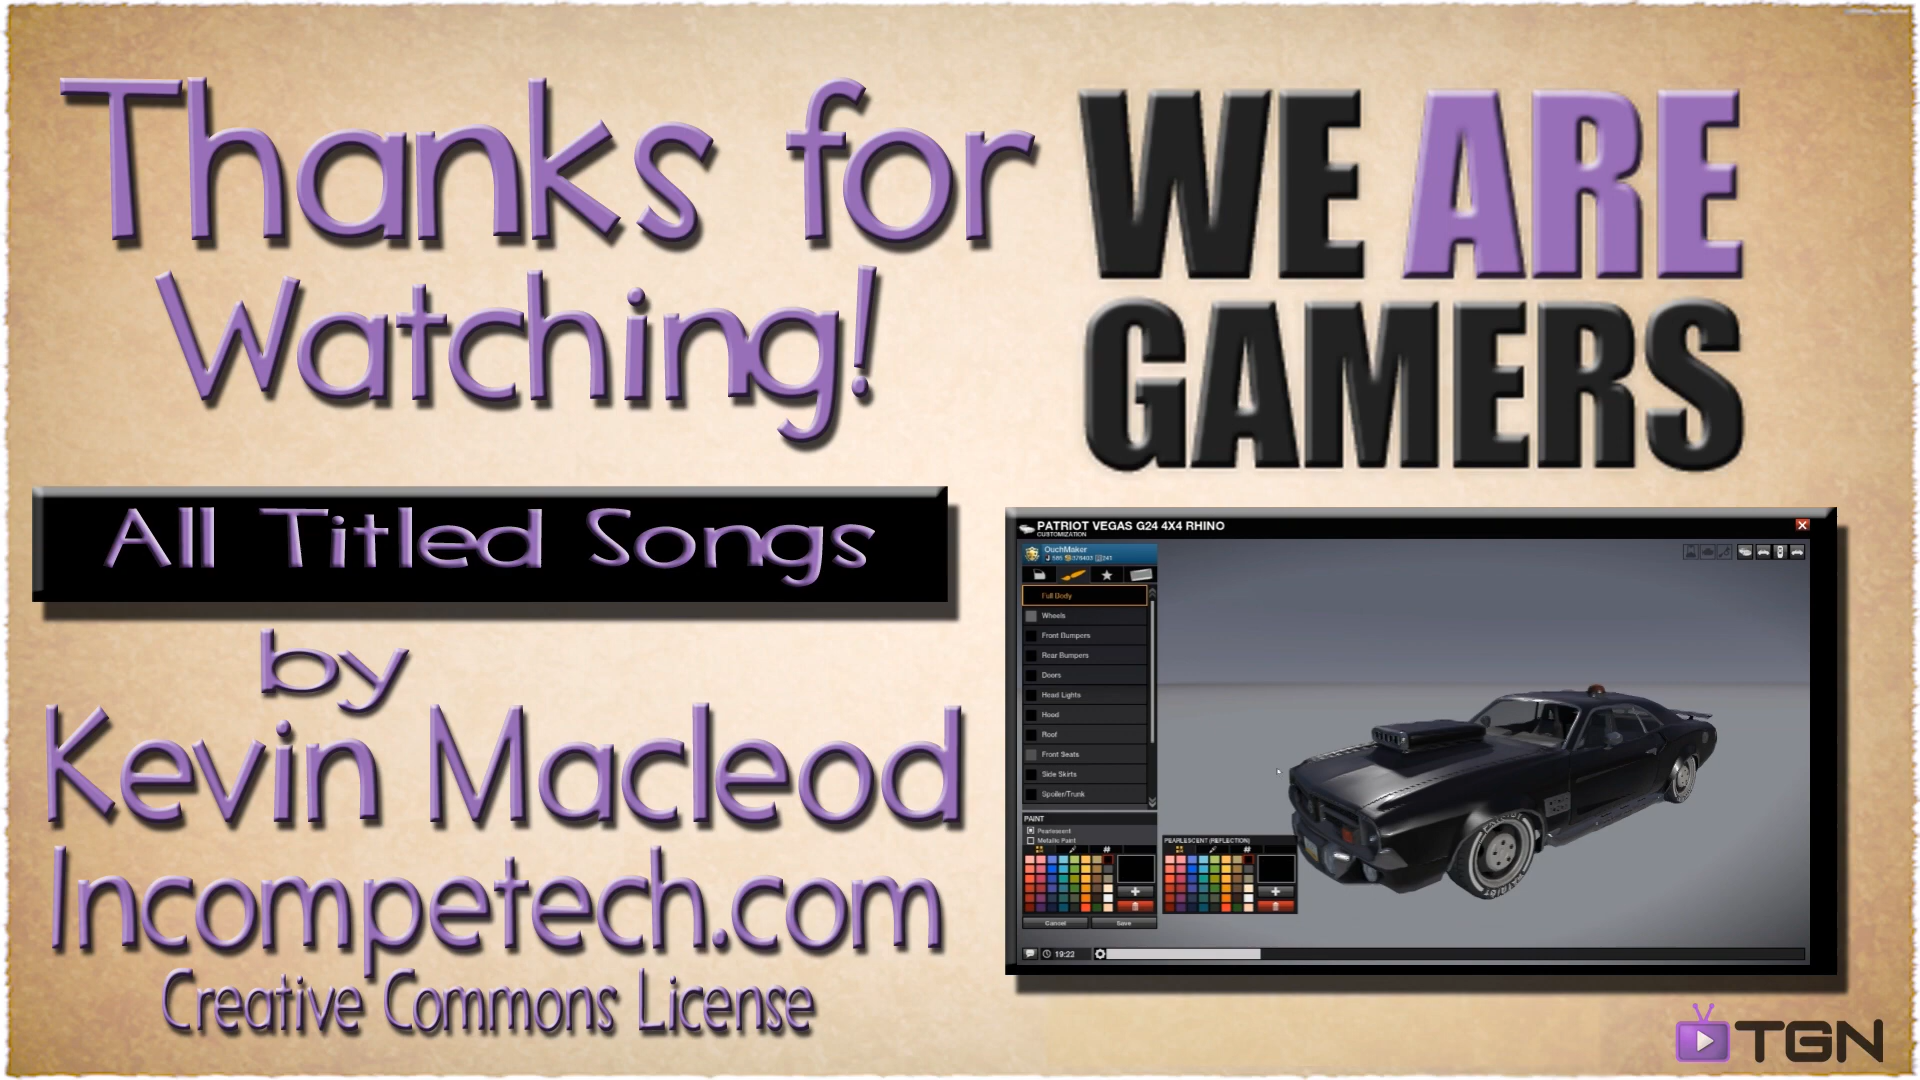 Thanks for
Watching!
WE ARE
GAMERS
All Titled Songs
by
Kevin Macleod
Incompetech.com
Creative Commons License
PATRIOT VEGAS G24 4X4 RHINO
CUSTOMIZATION
OuchMaker
Full Body
Wheels
Front Bumpers
Rear Bumpers
Doors
Head Lights
Hood
Roof
Front Seats
Side Skirts
Spoiler/Trunk
PAINT
Pearlescent
Metallic Paint
#
PEARLESCENT (REFLECTION)
#
Cancel
Save
19:22
PATRIOT
PATRIOT
TGN